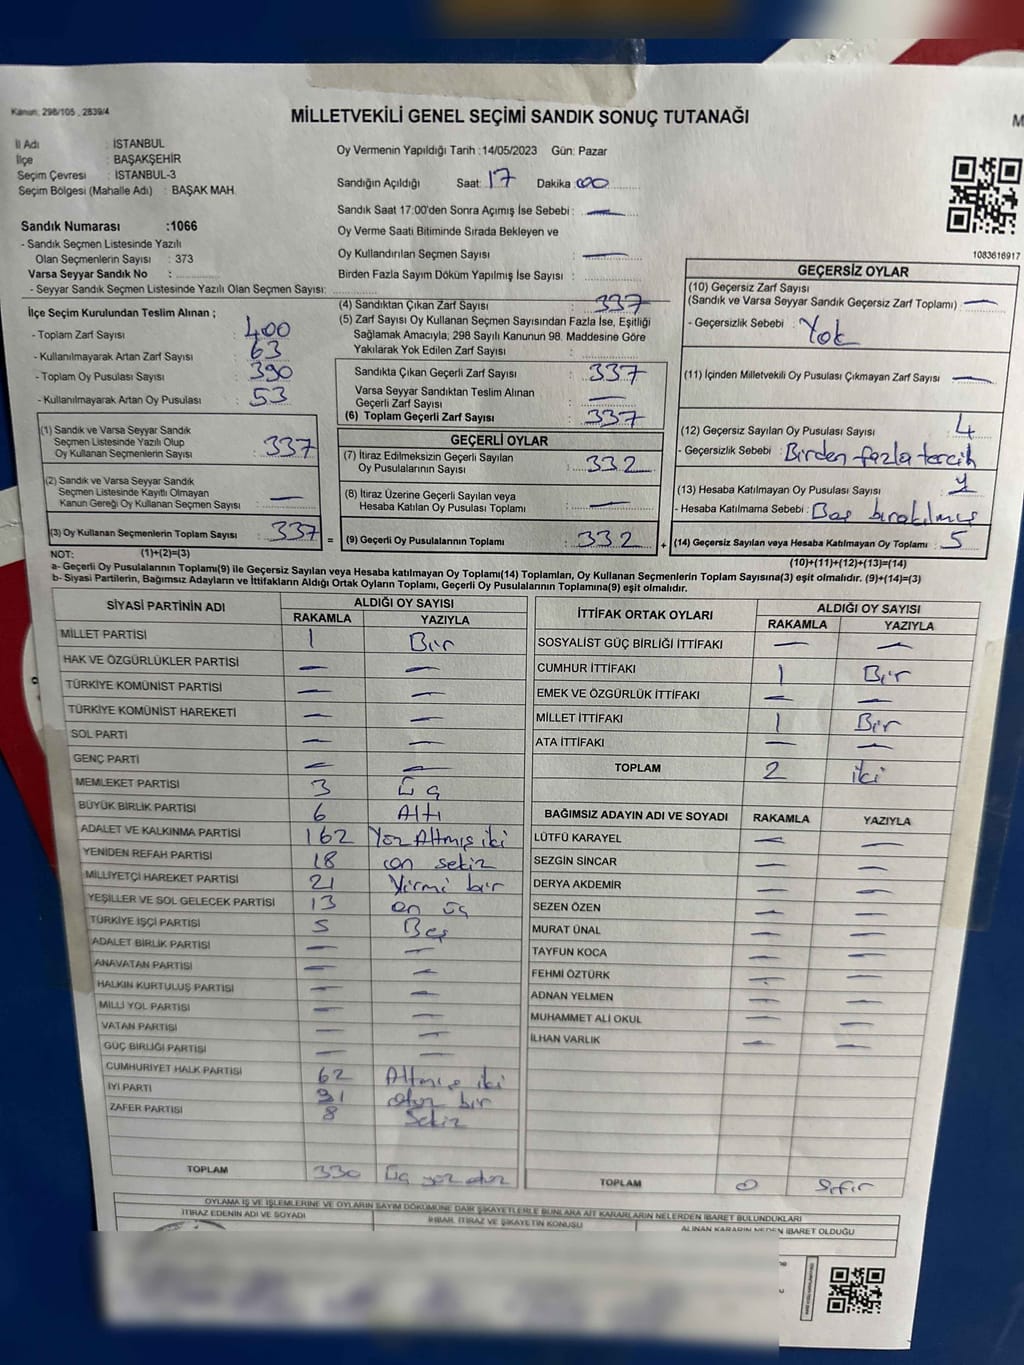 Kanun: 298/105 , 2839/4
MİLLETVEKİLİ GENEL SEÇİMİ SANDIK SONUÇ TUTANAĞI
M
İl Adı : İSTANBUL
İlçe : BAŞAKŞEHİR
Seçim Çevresi : İSTANBUL-3
Seçim Bölgesi (Mahalle Adı) : BAŞAK MAH.
Oy Vermenin Yapıldığı Tarih :14/05/2023 Gün: Pazar
Sandığın Açıldığı Saat: 17 Dakika 00
Sandık Saat 17:00'den Sonra Açımış İse Sebebi : —
Oy Verme Saati Bitiminde Sırada Bekleyen ve
Oy Kullandırılan Seçmen Sayısı : —
Birden Fazla Sayım Döküm Yapılmış İse Sayısı :
Sandık Numarası :1066
- Sandık Seçmen Listesinde Yazılı
Olan Seçmenlerin Sayısı : 373
Varsa Seyyar Sandık No :
- Seyyar Sandık Seçmen Listesinde Yazılı Olan Seçmen Sayısı:
1083616917
İlçe Seçim Kurulundan Teslim Alınan ;
- Toplam Zarf Sayısı : 400
- Kullanılmayarak Artan Zarf Sayısı : 63
- Toplam Oy Pusulası Sayısı : 390
- Kullanılmayarak Artan Oy Pusulası : 53
(4) Sandıktan Çıkan Zarf Sayısı : 337
(5) Zarf Sayısı Oy Kullanan Seçmen Sayısından Fazla İse, Eşitliği
Sağlamak Amacıyla, 298 Sayılı Kanunun 98. Maddesine Göre
Yakılarak Yok Edilen Zarf Sayısı :
Sandıkta Çıkan Geçerli Zarf Sayısı : 337
Varsa Seyyar Sandıktan Teslim Alınan
Geçerli Zarf Sayısı : —
(6) Toplam Geçerli Zarf Sayısı : 337
GEÇERSİZ OYLAR
(10) Geçersiz Zarf Sayısı
(Sandık ve Varsa Seyyar Sandık Geçersiz Zarf Toplamı) : —
- Geçersizlik Sebebi : Yok
(11) İçinden Milletvekili Oy Pusulası Çıkmayan Zarf Sayısı : —
(12) Geçersiz Sayılan Oy Pusulası Sayısı : 4
- Geçersizlik Sebebi : Birden fazla tercih
(13) Hesaba Katılmayan Oy Pusulası Sayısı : 1
- Hesaba Katılmama Sebebi : Boş bırakılmış
(14) Geçersiz Sayılan veya Hesaba Katılmayan Oy Toplamı : 5
(1) Sandık ve Varsa Seyyar Sandık
Seçmen Listesinde Yazılı Olup
Oy Kullanan Seçmenlerin Sayısı : 337
(2) Sandık ve Varsa Seyyar Sandık
Seçmen Listesinde Kayıtlı Olmayan
Kanun Gereği Oy Kullanan Seçmen Sayısı : —
(3) Oy Kullanan Seçmenlerin Toplam Sayısı : 337 =
GEÇERLİ OYLAR
(7) İtiraz Edilmeksizin Geçerli Sayılan
Oy Pusulalarının Sayısı : 332
(8) İtiraz Üzerine Geçerli Sayılan veya
Hesaba Katılan Oy Pusulası Toplamı : —
(9) Geçerli Oy Pusulalarının Toplamı : 332 +
NOT: (1)+(2)=(3)
(10)+(11)+(12)+(13)=(14)
a- Geçerli Oy Pusulalarının Toplamı(9) ile Geçersiz Sayılan veya Hesaba katılmayan Oy Toplamı(14) Toplamları, Oy Kullanan Seçmenlerin Toplam Sayısına(3) eşit olmalıdır. (9)+(14)=(3)
b- Siyasi Partilerin, Bağımsız Adayların ve İttifakların Aldığı Ortak Oyların Toplamı, Geçerli Oy Pusulalarının Toplamına(9) eşit olmalıdır.
SİYASİ PARTİNİN ADI ALDIĞI OY SAYISI
RAKAMLA YAZIYLA
MİLLET PARTİSİ 1 Bir
HAK VE ÖZGÜRLÜKLER PARTİSİ — —
TÜRKİYE KOMÜNİST PARTİSİ — —
TÜRKİYE KOMÜNİST HAREKETİ — —
SOL PARTİ — —
GENÇ PARTİ — —
MEMLEKET PARTİSİ 3 Üç
BÜYÜK BİRLİK PARTİSİ 6 Altı
ADALET VE KALKINMA PARTİSİ 162 Yüz Altmış iki
YENİDEN REFAH PARTİSİ 18 on sekiz
MİLLİYETÇİ HAREKET PARTİSİ 21 Yirmi bir
YEŞİLLER VE SOL GELECEK PARTİSİ 13 on üç
TÜRKİYE İŞÇİ PARTİSİ 5 Beş
ADALET BİRLİK PARTİSİ — —
ANAVATAN PARTİSİ — —
HALKIN KURTULUŞ PARTİSİ — —
MİLLİ YOL PARTİSİ — —
VATAN PARTİSİ — —
GÜÇ BİRLİĞİ PARTİSİ — —
CUMHURİYET HALK PARTİSİ 62 Altmış iki
İYİ PARTİ 31 otuz bir
ZAFER PARTİSİ 8 Sekiz
TOPLAM 330 Üç yüz otuz
İTTİFAK ORTAK OYLARI ALDIĞI OY SAYISI
RAKAMLA YAZIYLA
SOSYALİST GÜÇ BİRLİĞİ İTTİFAKI — —
CUMHUR İTTİFAKI 1 Bir
EMEK VE ÖZGÜRLÜK İTTİFAKI — —
MİLLET İTTİFAKI 1 Bir
ATA İTTİFAKI — —
TOPLAM 2 iki
BAĞIMSIZ ADAYIN ADI VE SOYADI RAKAMLA YAZIYLA
LÜTFÜ KARAYEL — —
SEZGİN SİNCAR — —
DERYA AKDEMİR — —
SEZEN ÖZEN — —
MURAT ÜNAL — —
TAYFUN KOCA — —
FEHMİ ÖZTÜRK — —
ADNAN YELMEN — —
MUHAMMET ALİ OKUL — —
İLHAN VARLIK — —
TOPLAM 0 Sıfır
OYLAMA İŞ VE İŞLEMLERİNE VE OYLARIN SAYIM DÖKÜMÜNE DAİR ŞİKAYETLERLE BUNLARA AİT KARARLARIN NELERDEN İBARET BULUNDUKLARI
İTİRAZ EDENİN ADI VE SOYADI
İHBAR, İTİRAZ VE ŞİKAYETİN KONUSU
ALINAN KARARIN NEDEN İBARET OLDUĞU